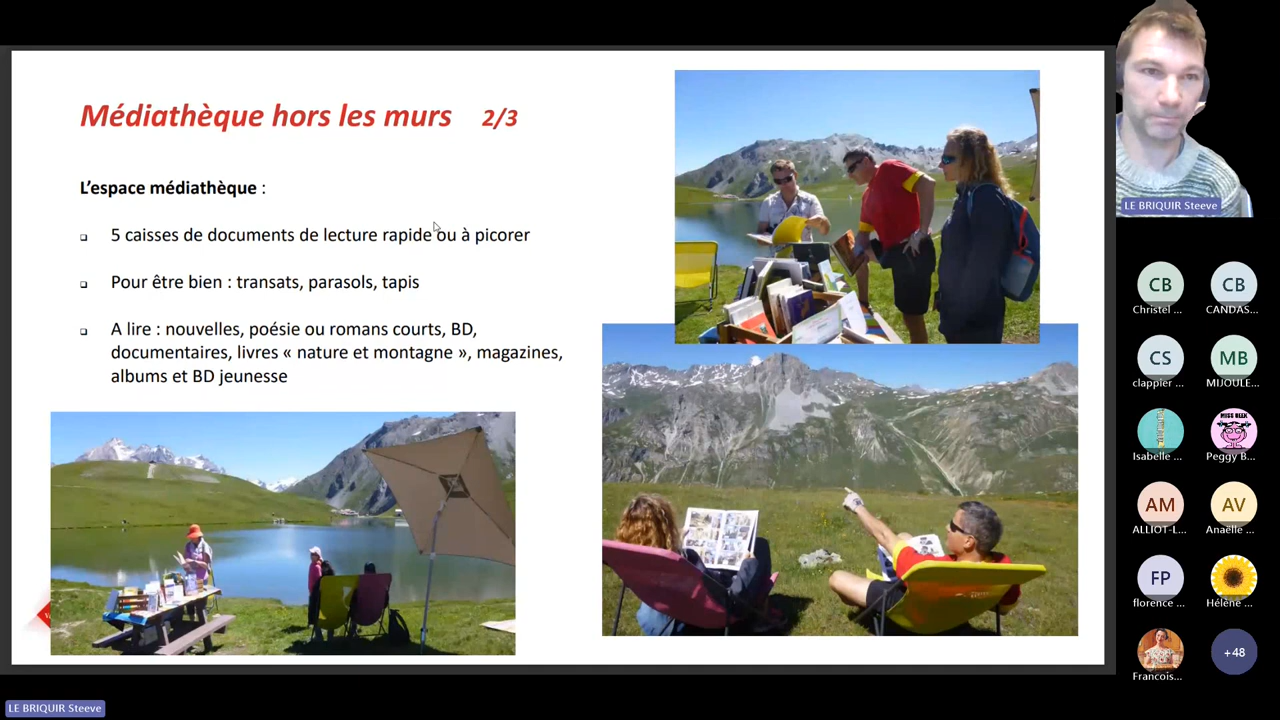 Médiathèque hors les murs 2/3
L'espace médiathèque :
5 caisses de documents de lecture rapide ou à picorer
Pour être bien : transats, parasols, tapis
A lire : nouvelles, poésie ou romans courts, BD,
documentaires, livres « nature et montagne », magazines,
albums et BD jeunesse
LE BRIQUIR Steeve
CB
CB
Christel ...
CANDAS...
CS
MB
clappier ...
MIJOULE...
MISS GEEK
Isabelle ...
Peggy B...
AM
AV
ALLIOT-L...
Anaëlle ...
FP
florence ...
Hélène ...
+48
Francois...
LE BRIQUIR Steeve